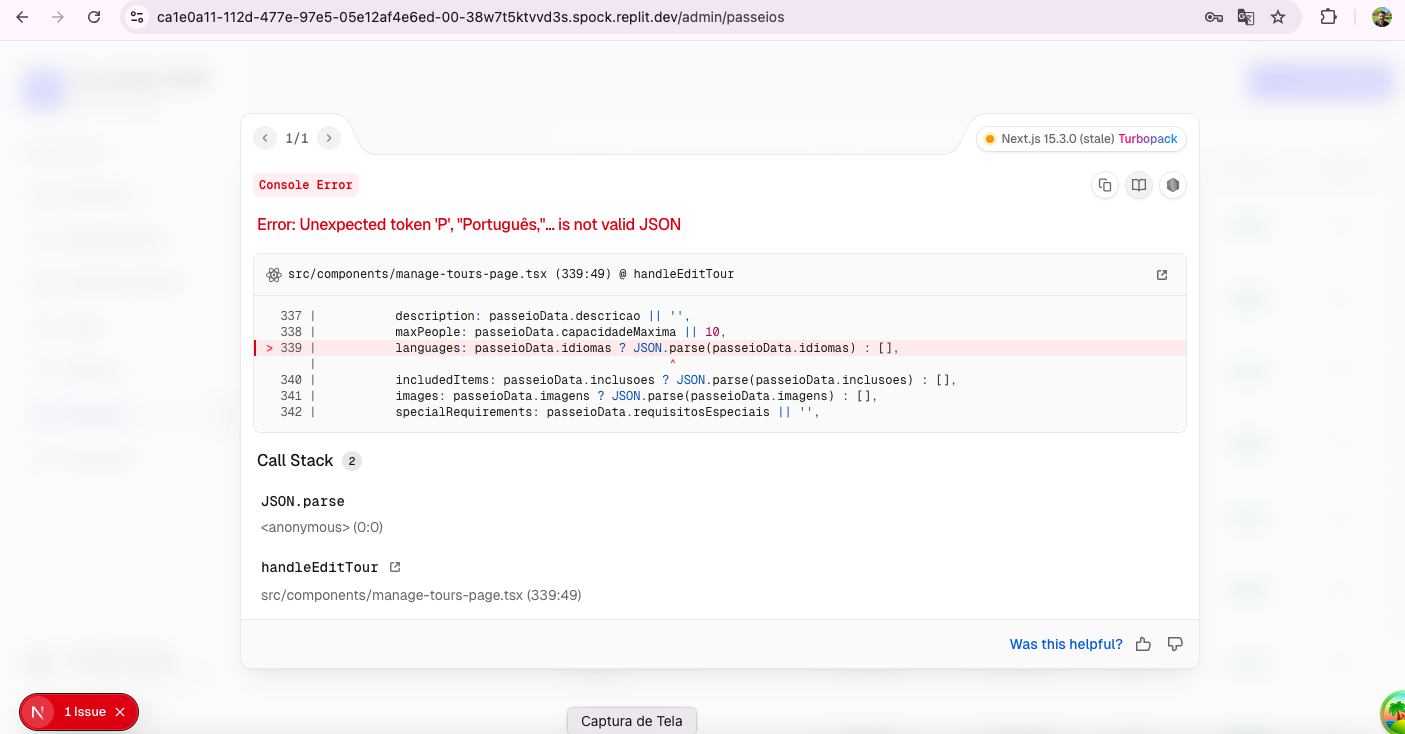 ca1e0a11-112d-477e-97e5-05e12af4e6ed-00-38w7t5ktvvd3s.spock.replit.dev/admin/passeios
1/1
Next.js 15.3.0 (stale) Turbopack
Console Error
Error: Unexpected token 'P', "Português,"... is not valid JSON
src/components/manage-tours-page.tsx (339:49) @ handleEditTour
337 | description: passeioData.descricao || '',
338 | maxPeople: passeioData.capacidadeMaxima || 10,
> 339 | languages: passeioData.idiomas ? JSON.parse(passeioData.idiomas) : [],
| ^
340 | includedItems: passeioData.inclusoes ? JSON.parse(passeioData.inclusoes) : [],
341 | images: passeioData.imagens ? JSON.parse(passeioData.imagens) : [],
342 | specialRequirements: passeioData.requisitosEspeciais || '',
Call Stack 2
JSON.parse
<anonymous> (0:0)
handleEditTour
src/components/manage-tours-page.tsx (339:49)
Was this helpful?
N 1 Issue
Captura de Tela